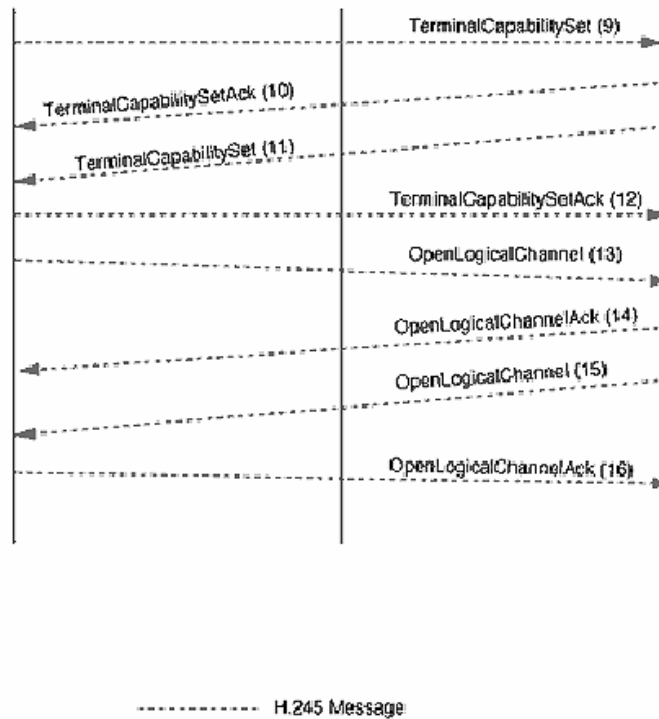 TerminalCapabilitySet (9)
TerminalCapabilitySetAck (10)
TerminalCapabilitySet (11)
TerminalCapabilitySetAck (12)
OpenLogicalChannel (13)
OpenLogicalChannelAck (14)
OpenLogicalChannel (15)
OpenLogicalChannelAck (16)
H.245 Message